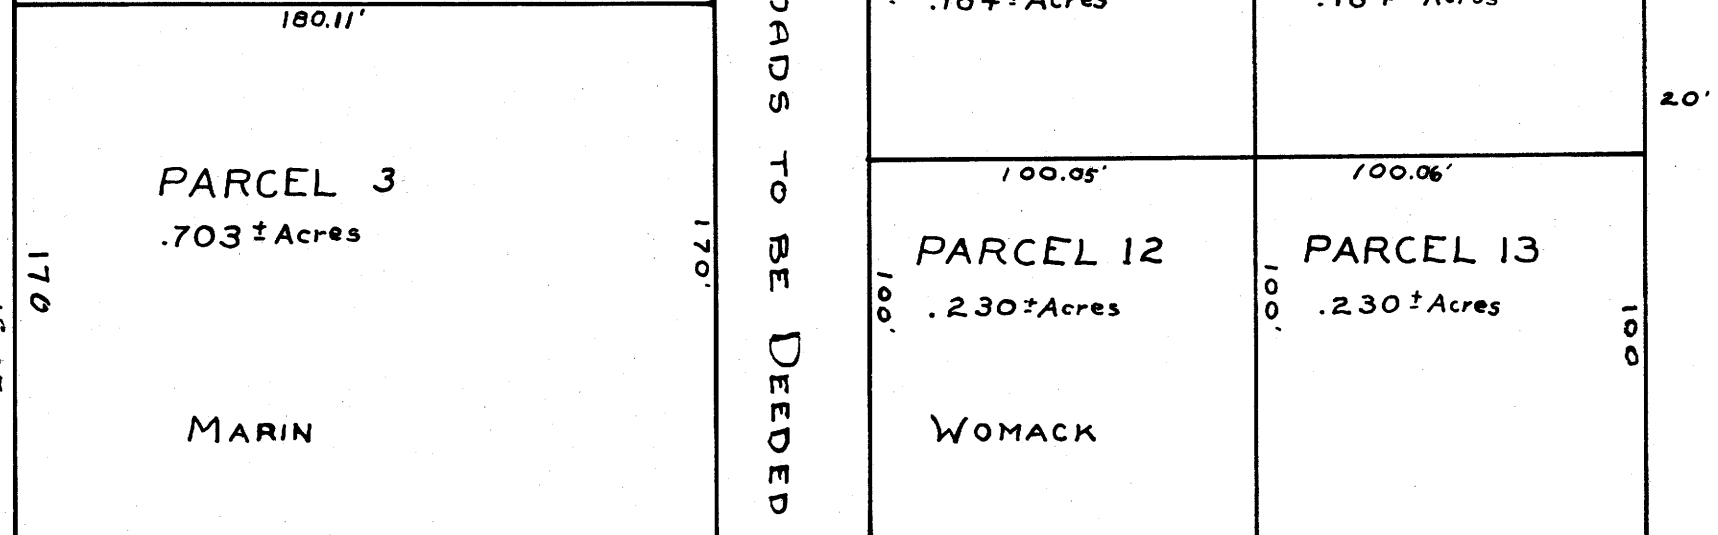 180.11'
PARCEL 3
.703 ± Acres
170
170'
MARIN
TO BE DEEDED
20'
100.05'
PARCEL 12
.230 ± Acres
100'
WOMACK
100.06'
PARCEL 13
.230 ± Acres
100'
100